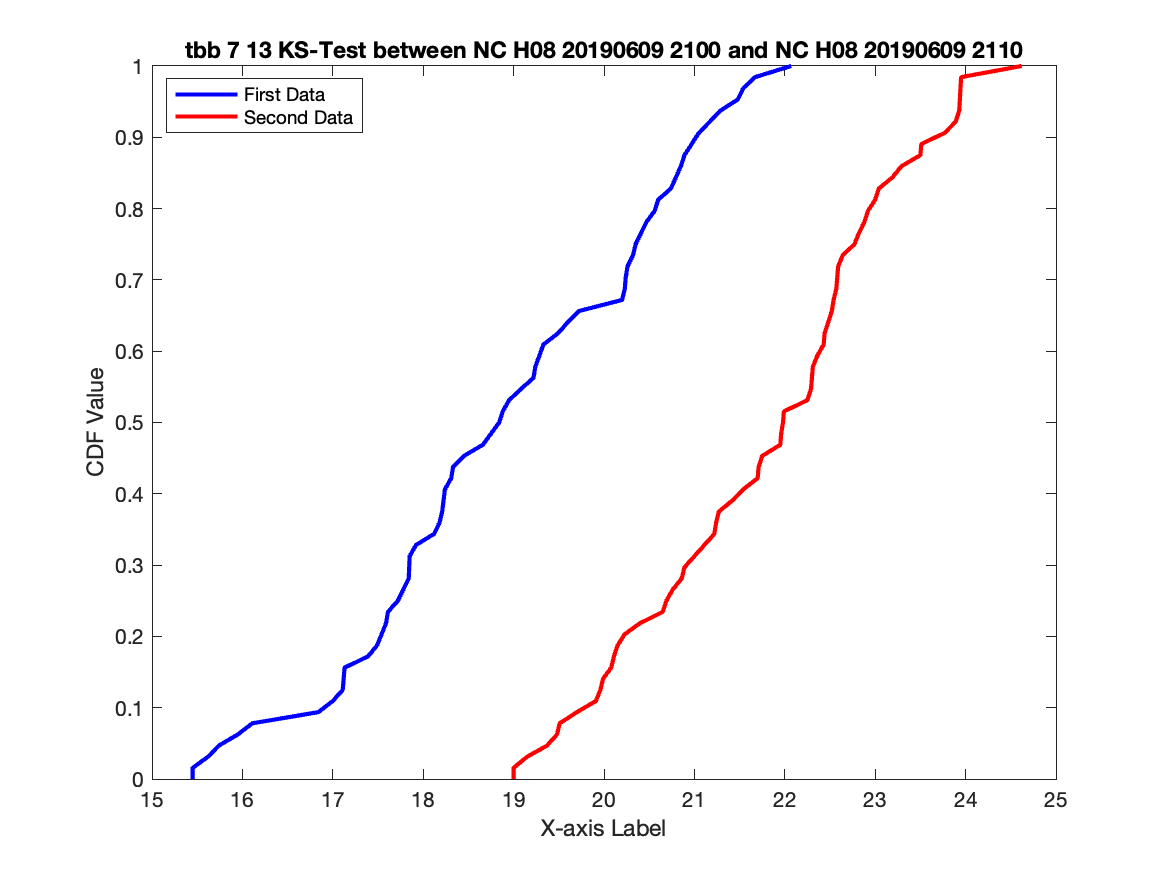 tbb 7 13 KS-Test between NC H08 20190609 2100 and NC H08 20190609 2110
First Data
Second Data
CDF Value
1
0.9
0.8
0.7
0.6
0.5
0.4
0.3
0.2
0.1
0
15 16 17 18 19 20 21 22 23 24 25
X-axis Label